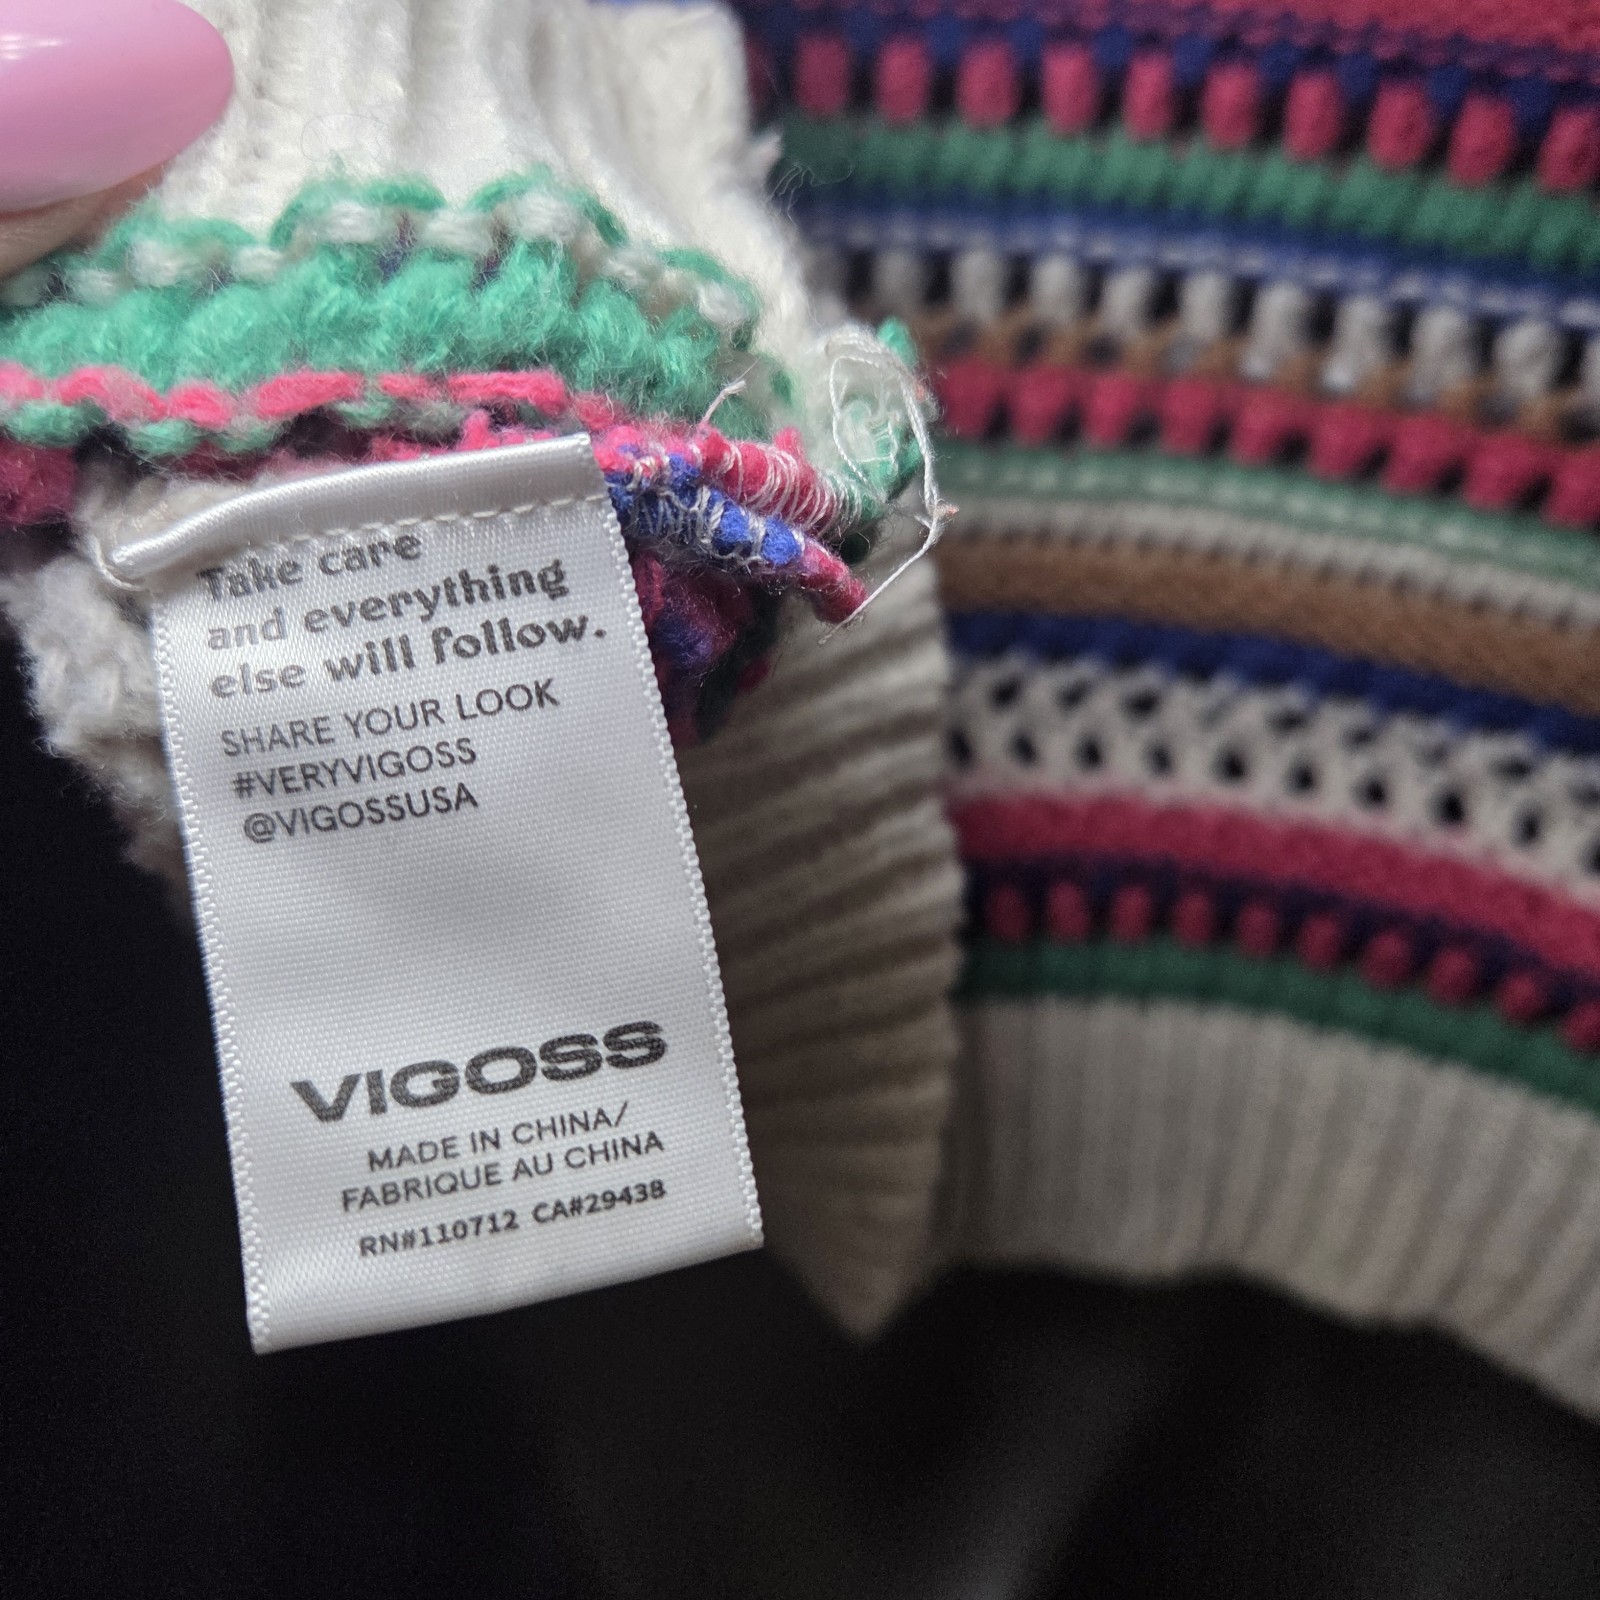 Take care
and everything
else will follow.
SHARE YOUR LOOK
#VERYVIGOSS
@VIGOSSUSA
VIGOSS
MADE IN CHINA/
FABRIQUE AU CHINA
RN#110712 CA#29438